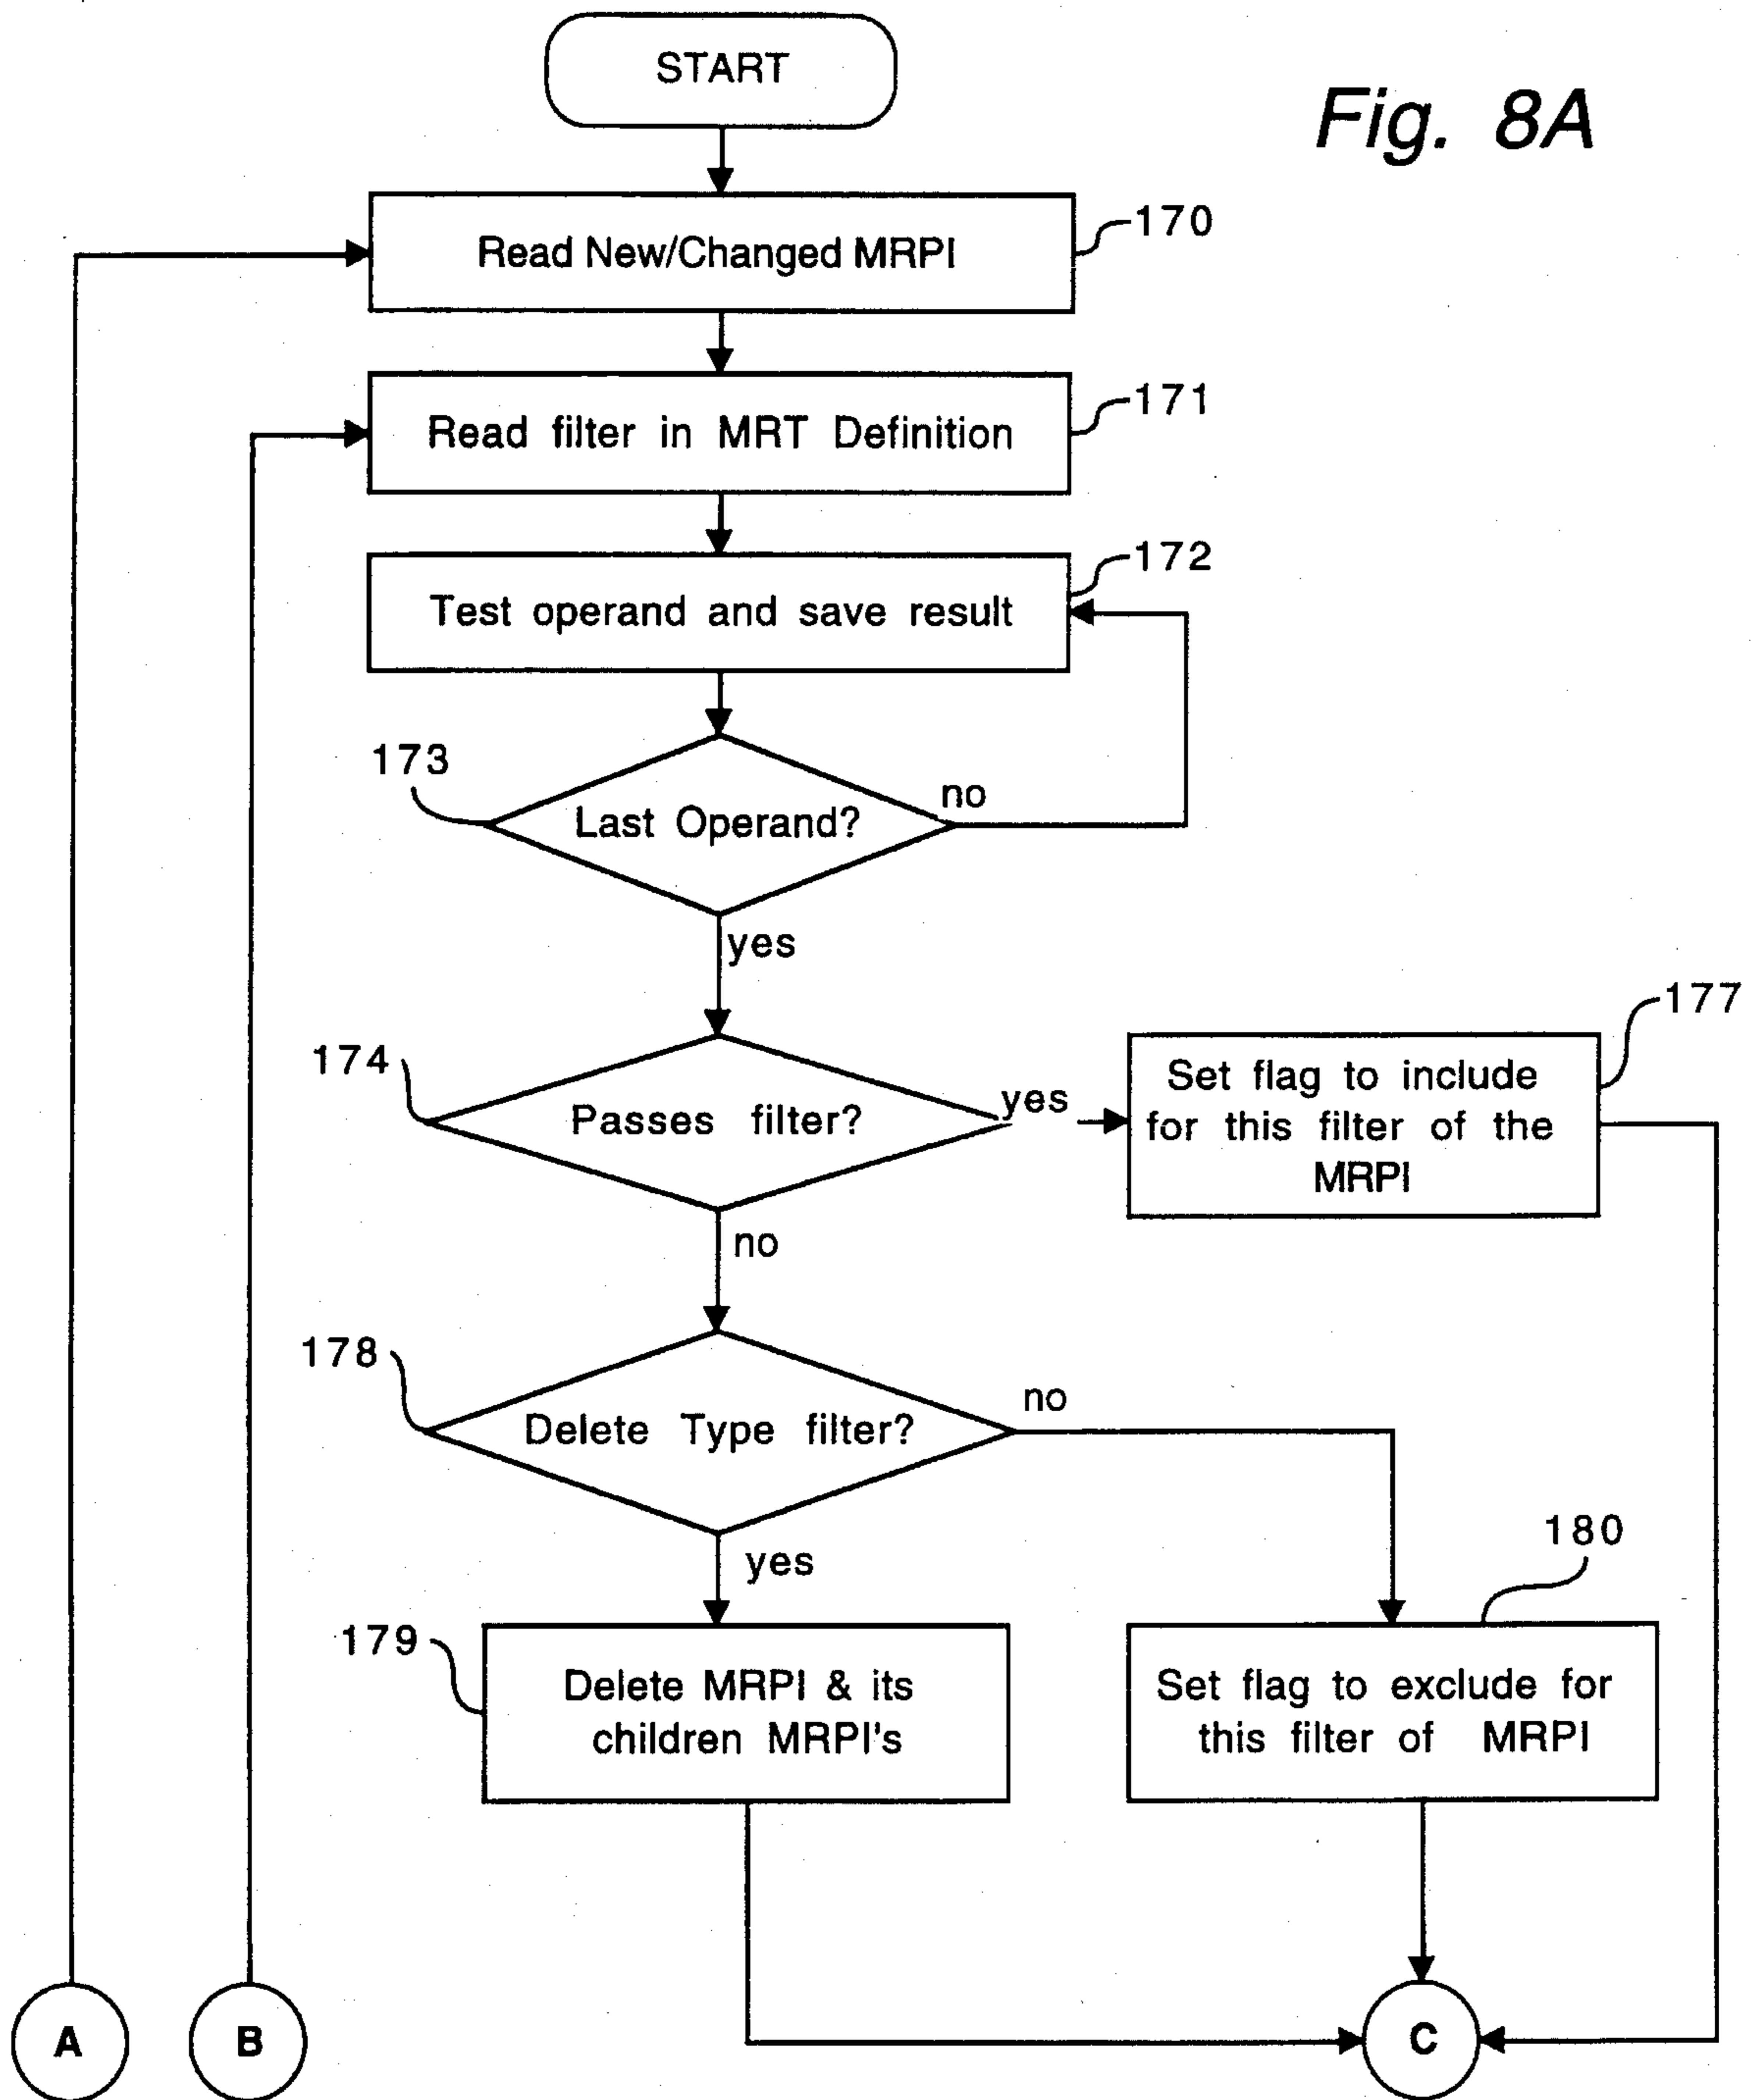 START
Fig. 8A
Read New/Changed MRPI
170
Read filter in MRT Definition
171
Test operand and save result
172
173
Last Operand?
no
yes
174
Passes filter?
yes
Set flag to include
for this filter of the
MRPI
177
no
178
Delete Type filter?
no
yes
180
179
Delete MRPI & its
children MRPI's
Set flag to exclude for
this filter of MRPI
A
B
C